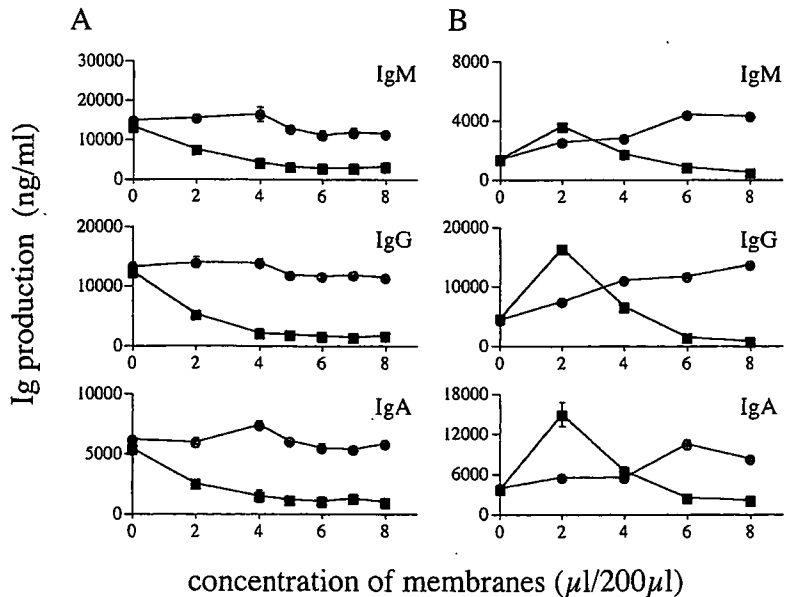 A
B
Ig production (ng/ml)
IgM
30000
20000
10000
0
0 2 4 6 8
IgM
8000
4000
0
0 2 4 6 8
IgG
20000
10000
0
0 2 4 6 8
IgG
20000
10000
0
0 2 4 6 8
IgA
10000
5000
0
0 2 4 6 8
IgA
18000
12000
6000
0
0 2 4 6 8
concentration of membranes (μl/200μl)